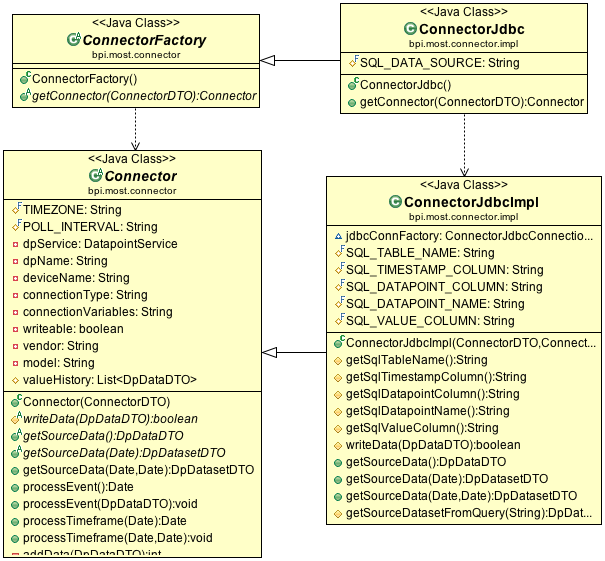 <<Java Class>>
ConnectorFactory
bpi.most.connector
ConnectorFactory()
getConnector(ConnectorDTO):Connector
<<Java Class>>
ConnectorJdbc
bpi.most.connector.impl
SQL_DATA_SOURCE: String
ConnectorJdbc()
getConnector(ConnectorDTO):Connector
<<Java Class>>
Connector
bpi.most.connector
TIMEZONE: String
POLL_INTERVAL: String
dpService: DatapointService
dpName: String
deviceName: String
connectionType: String
connectionVariables: String
writeable: boolean
vendor: String
model: String
valueHistory: List<DpDataDTO>
Connector(ConnectorDTO)
writeData(DpDataDTO):boolean
getSourceData():DpDataDTO
getSourceData(Date):DpDatasetDTO
getSourceData(Date,Date):DpDatasetDTO
processEvent():Date
processEvent(DpDataDTO):void
processTimeframe(Date):Date
processTimeframe(Date,Date):void
addData(DpDataDTO):int
<<Java Class>>
ConnectorJdbcImpl
bpi.most.connector.impl
jdbcConnFactory: ConnectorJdbcConnectio...
SQL_TABLE_NAME: String
SQL_TIMESTAMP_COLUMN: String
SQL_DATAPOINT_COLUMN: String
SQL_DATAPOINT_NAME: String
SQL_VALUE_COLUMN: String
ConnectorJdbcImpl(ConnectorDTO,Connect...
getSqlTableName():String
getSqlTimestampColumn():String
getSqlDatapointColumn():String
getSqlDatapointName():String
getSqlValueColumn():String
writeData(DpDataDTO):boolean
getSourceData():DpDataDTO
getSourceData(Date):DpDatasetDTO
getSourceData(Date,Date):DpDatasetDTO
getSourceDatasetFromQuery(String):DpDat...